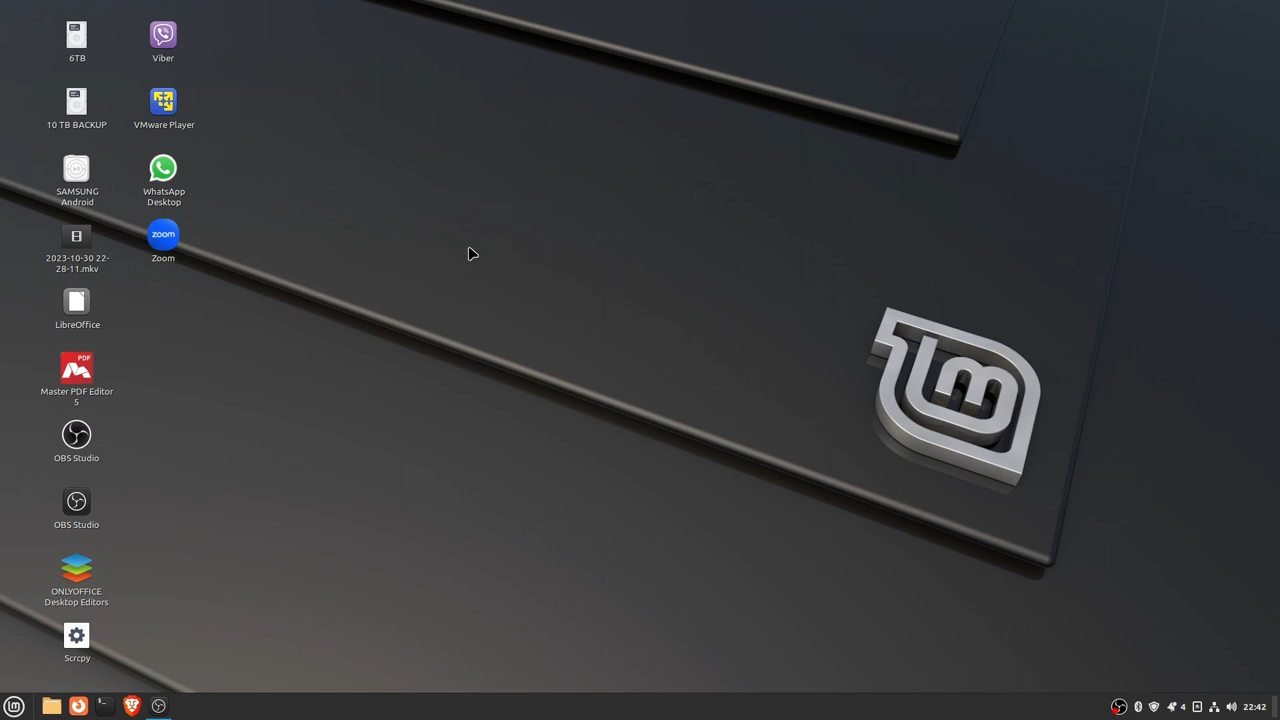 6TB
Viber
10 TB BACKUP
VMware Player
SAMSUNG
Android
WhatsApp
Desktop
2023-10-30 22-
28-11.mkv
zoom
Zoom
LibreOffice
PDF
Master PDF Editor
5
OBS Studio
OBS Studio
ONLYOFFICE
Desktop Editors
Scrcpy
4
22:42